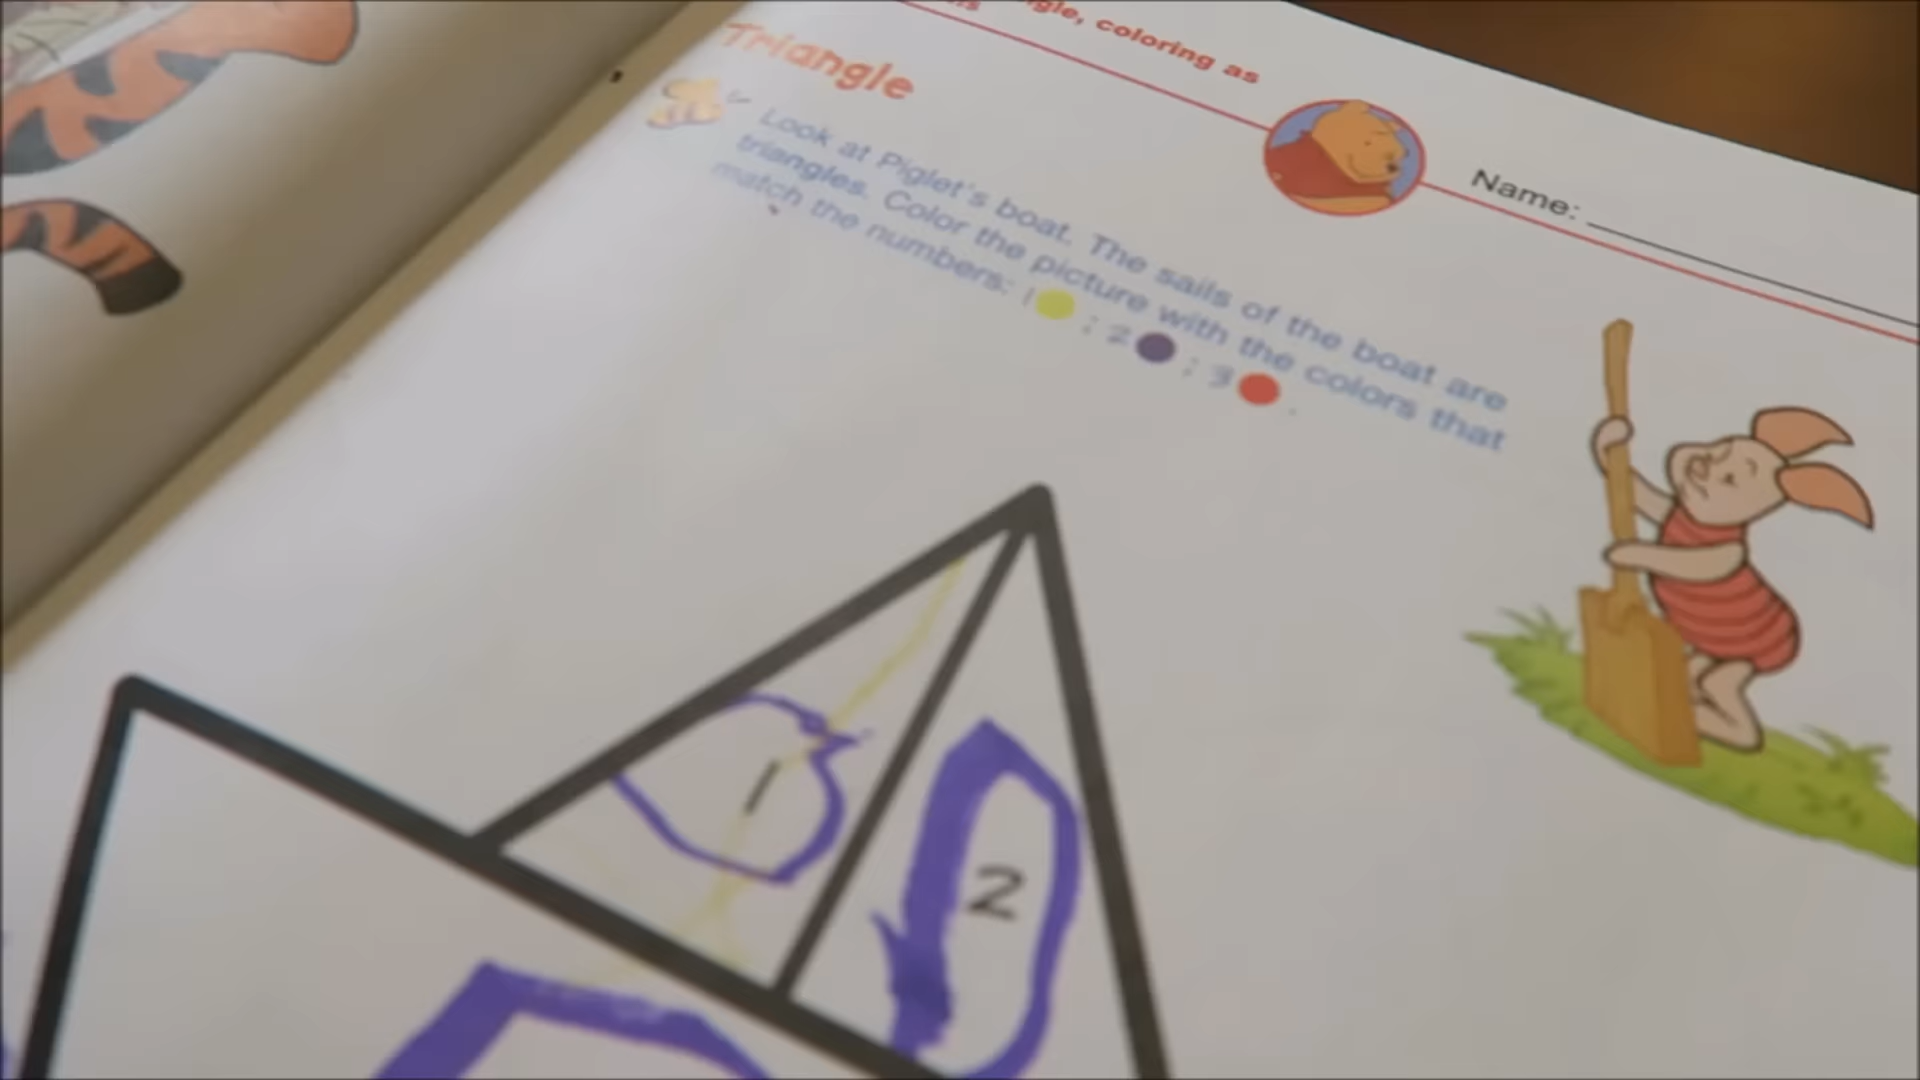 ngle, coloring as
Triangle
Name:
Look at Piglet's boat. The sails of the boat are
triangles. Color the picture with the colors that
match the numbers: 1 ; 2 ; 3 .
1
2